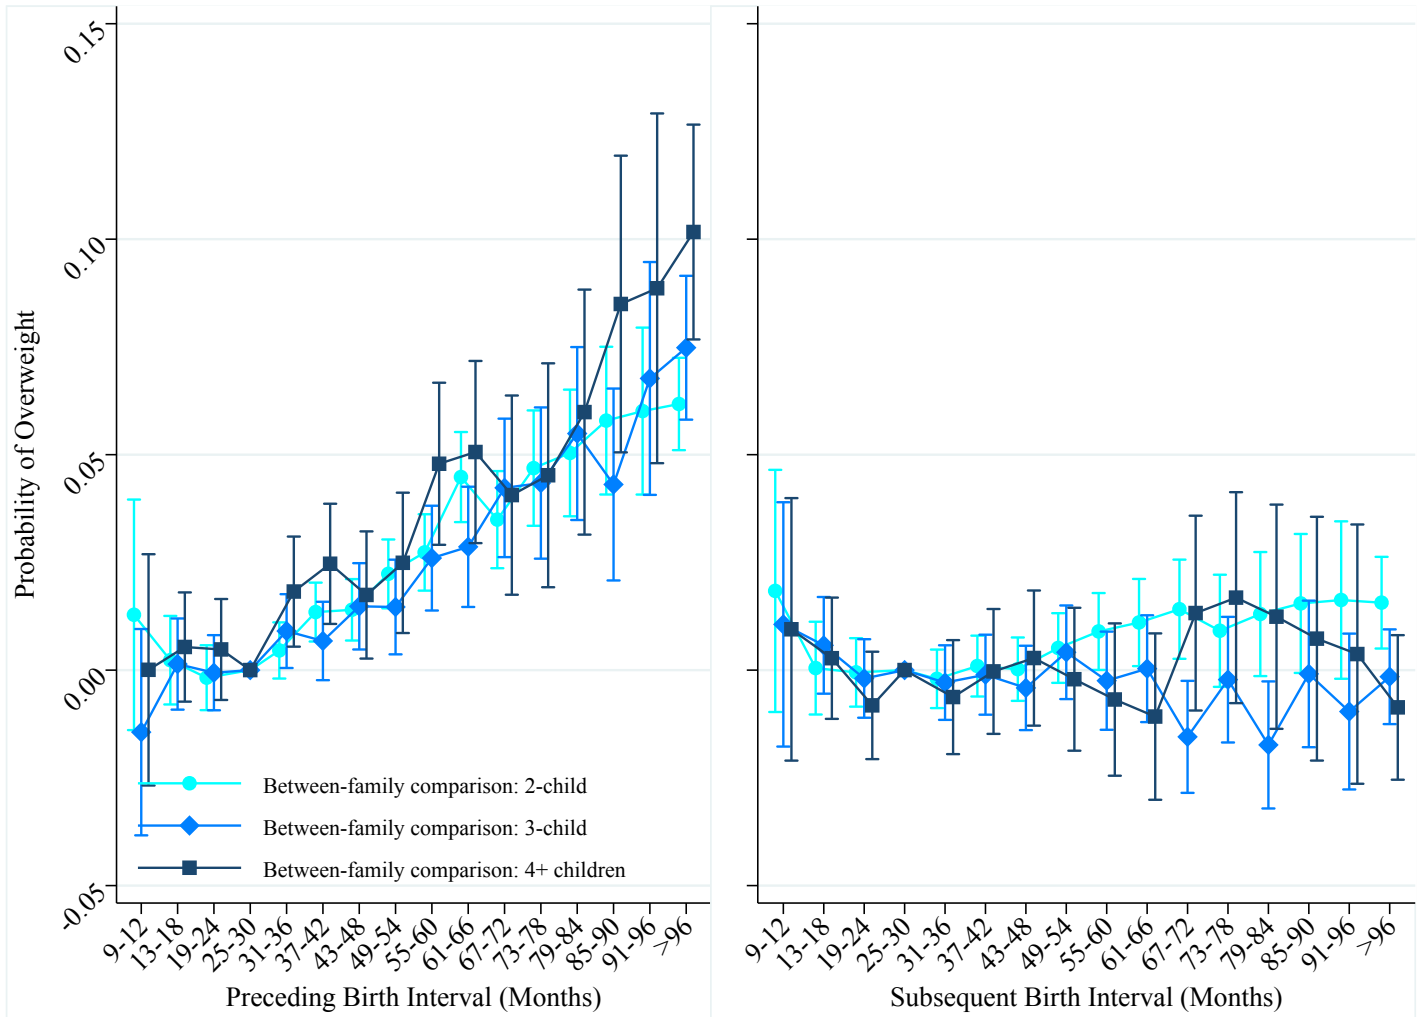 Probability of Overweight
0.15
0.10
0.05
0.00
-0.05
Between-family comparison: 2-child
Between-family comparison: 3-child
Between-family comparison: 4+ children
9-12 13-18 19-24 25-30 31-36 37-42 43-48 49-54 55-60 61-66 67-72 73-78 79-84 85-90 91-96 >96
Preceding Birth Interval (Months)
9-12 13-18 19-24 25-30 31-36 37-42 43-48 49-54 55-60 61-66 67-72 73-78 79-84 85-90 91-96 >96
Subsequent Birth Interval (Months)